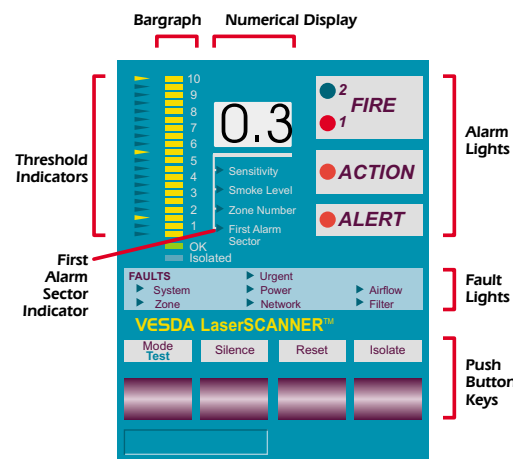 Bargraph
Numerical Display
10
9
8
7
6
5
4
3
2
1
OK
Isolated
0.3
Sensitivity
Smoke Level
Zone Number
First Alarm
Sector
2
FIRE
1
ACTION
ALERT
Threshold
Indicators
First
Alarm
Sector
Indicator
Alarm
Lights
FAULTS
System
Zone
Urgent
Power
Network
Airflow
Filter
Fault
Lights
VESDA LaserSCANNER™
Mode
Test
Silence
Reset
Isolate
Push
Button
Keys